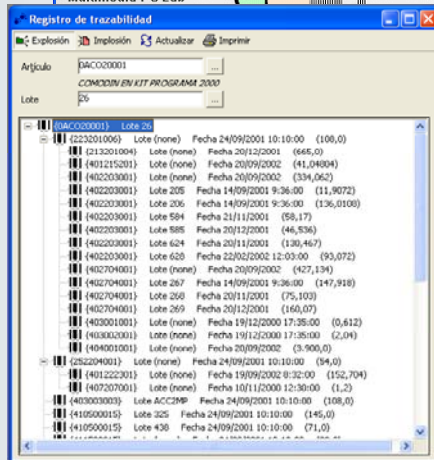 Registro de trazabilidad
Explosión Implosión Actualizar Imprimir
Artículo 0ACO20001 ...
COMODIN EN KIT PROGRAMA 2000
Lote 26 ...
{0ACO20001} Lote 26
{223201006} Lote (none) Fecha 24/09/2001 10:10:00 (108,0)
{213201004} Lote (none) Fecha 20/12/2001 (665,0)
{401215201} Lote (none) Fecha 20/09/2002 (41,04804)
{402203001} Lote (none) Fecha 20/09/2002 (334,062)
{402203001} Lote 205 Fecha 14/09/2001 9:36:00 (11,9072)
{402203001} Lote 206 Fecha 14/09/2001 9:36:00 (136,0108)
{402203001} Lote 584 Fecha 21/11/2001 (58,17)
{402203001} Lote 585 Fecha 20/12/2001 (46,536)
{402203001} Lote 624 Fecha 20/11/2001 (130,467)
{402203001} Lote 628 Fecha 22/02/2002 12:03:00 (93,072)
{402704001} Lote (none) Fecha 20/09/2002 (427,134)
{402704001} Lote 267 Fecha 14/09/2001 9:36:00 (147,918)
{402704001} Lote 268 Fecha 20/11/2001 (75,103)
{402704001} Lote 269 Fecha 20/12/2001 (160,07)
{403001001} Lote (none) Fecha 19/12/2000 17:35:00 (0,612)
{403002001} Lote (none) Fecha 19/12/2000 17:35:00 (2,04)
{404001001} Lote (none) Fecha 20/09/2002 (3.900,0)
{252204001} Lote (none) Fecha 24/09/2001 10:10:00 (54,0)
{401222301} Lote (none) Fecha 19/09/2002 8:32:00 (152,704)
{407207001} Lote (none) Fecha 10/11/2000 12:30:00 (1,2)
{403003003} Lote ACC2MP Fecha 24/09/2001 10:10:00 (108,0)
{410500015} Lote 325 Fecha 24/09/2001 10:10:00 (145,0)
{410500015} Lote 438 Fecha 24/09/2001 10:10:00 (71,0)